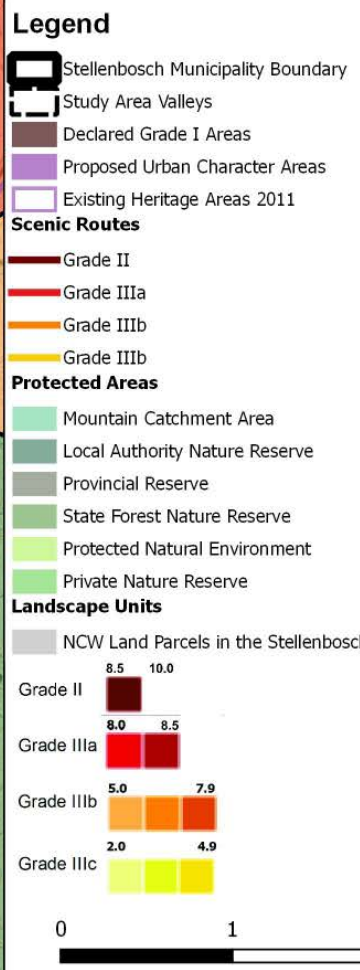 Legend
Stellenbosch Municipality Boundary
Study Area Valleys
Declared Grade I Areas
Proposed Urban Character Areas
Existing Heritage Areas 2011
Scenic Routes
Grade II
Grade IIIa
Grade IIIb
Grade IIIb
Protected Areas
Mountain Catchment Area
Local Authority Nature Reserve
Provincial Reserve
State Forest Nature Reserve
Protected Natural Environment
Private Nature Reserve
Landscape Units
NCW Land Parcels in the Stellenbosch
8.5 10.0
Grade II
8.0 8.5
Grade IIIa
5.0 7.9
Grade IIIb
2.0 4.9
Grade IIIc
0 1